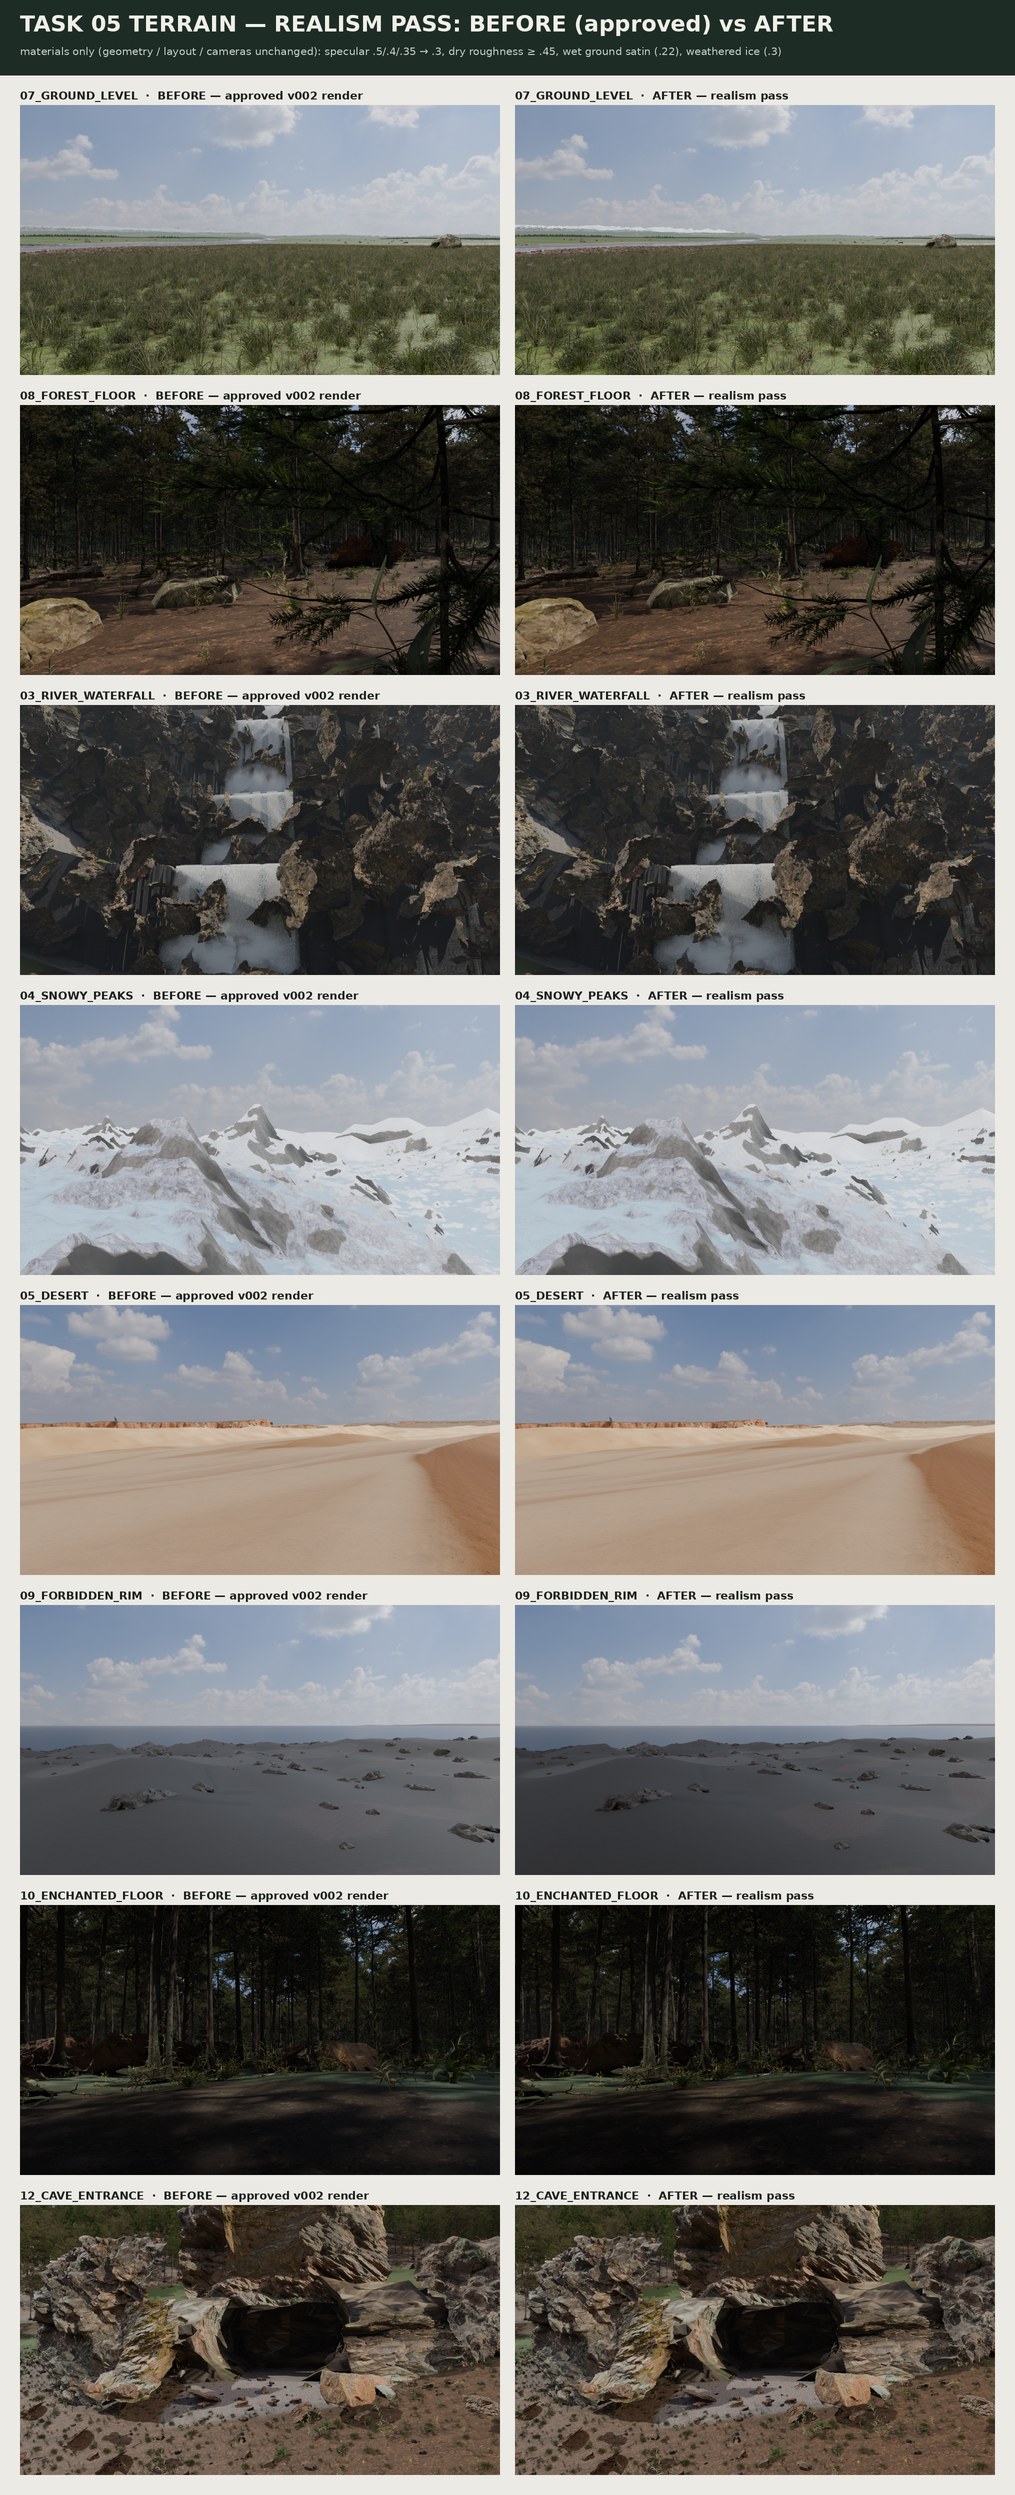 TASK 05 TERRAIN — REALISM PASS: BEFORE (approved) vs AFTER
materials only (geometry / layout / cameras unchanged): specular .5/.4/.35 → .3, dry roughness ≥ .45, wet ground satin (.22), weathered ice (.3)
07_GROUND_LEVEL · BEFORE — approved v002 render
07_GROUND_LEVEL · AFTER — realism pass
08_FOREST_FLOOR · BEFORE — approved v002 render
08_FOREST_FLOOR · AFTER — realism pass
03_RIVER_WATERFALL · BEFORE — approved v002 render
03_RIVER_WATERFALL · AFTER — realism pass
04_SNOWY_PEAKS · BEFORE — approved v002 render
04_SNOWY_PEAKS · AFTER — realism pass
05_DESERT · BEFORE — approved v002 render
05_DESERT · AFTER — realism pass
09_FORBIDDEN_RIM · BEFORE — approved v002 render
09_FORBIDDEN_RIM · AFTER — realism pass
10_ENCHANTED_FLOOR · BEFORE — approved v002 render
10_ENCHANTED_FLOOR · AFTER — realism pass
12_CAVE_ENTRANCE · BEFORE — approved v002 render
12_CAVE_ENTRANCE · AFTER — realism pass